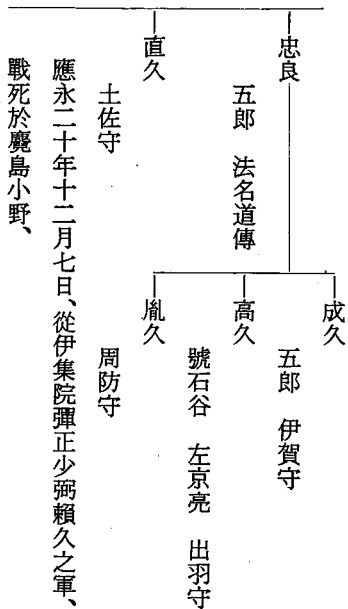 忠良
五郎　法名道傳
成久
五郎　伊賀守
高久
號石谷　左京亮　出羽守
胤久
周防守
直久
土佐守
應永二十年十二月七日、從伊集院彈正少弼賴久之軍、
戰死於麑島小野、